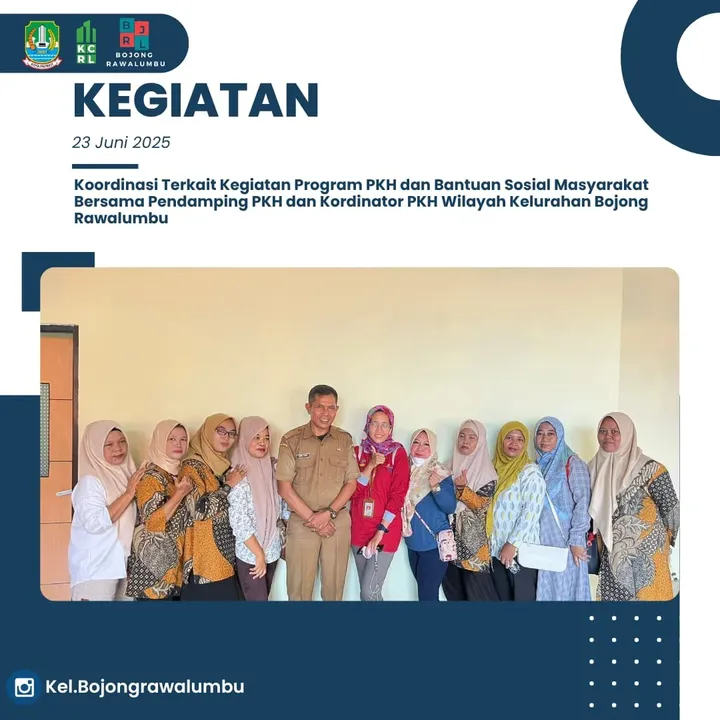 KCRL
BRJL
BOJONG
RAWALUMBU
KEGIATAN
23 Juni 2025
Koordinasi Terkait Kegiatan Program PKH dan Bantuan Sosial Masyarakat
Bersama Pendamping PKH dan Kordinator PKH Wilayah Kelurahan Bojong
Rawalumbu
Kel.Bojongrawalumbu